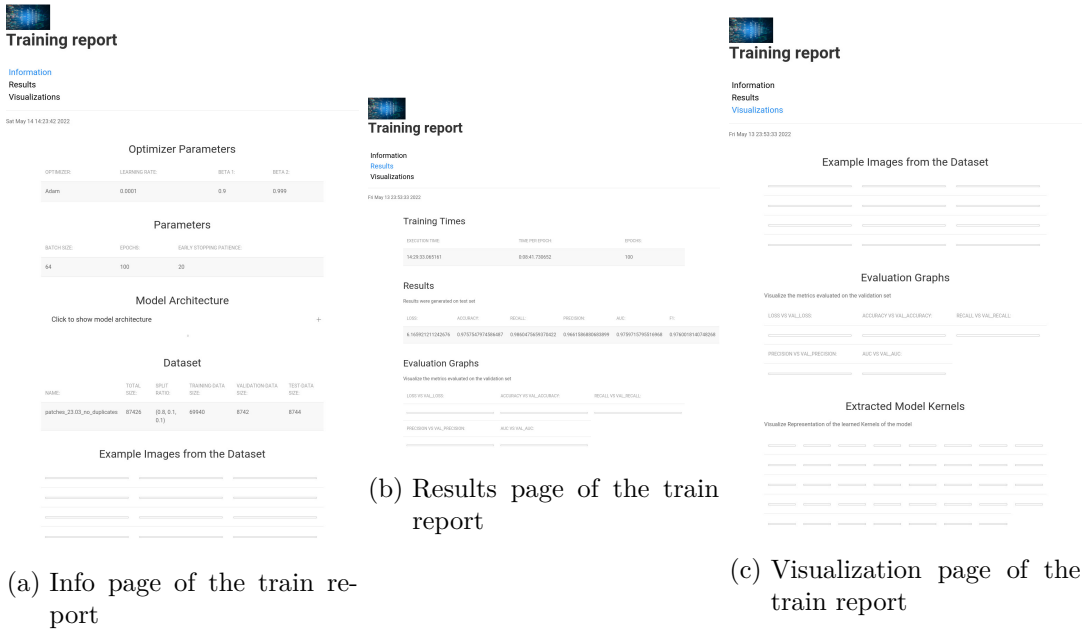 Training report
Information
Results
Visualizations
Sat May 14 14:23:42 2022
Optimizer Parameters
OPTIMIZER: LEARNING RATE: BETA 1: BETA 2:
Adam 0.0001 0.9 0.999
Parameters
BATCH SIZE: EPOCHS: EARLY STOPPING PATIENCE:
64 100 20
Model Architecture
Click to show model architecture +
Dataset
NAME: TOTAL SIZE: SPLIT RATIO: TRAINING DATA SIZE: VALIDATION DATA SIZE: TEST DATA SIZE:
patches_23.03_no_duplicates 87426 (0.8, 0.1, 0.1) 69940 8742 8744
Example Images from the Dataset
(a) Info page of the train re-
port
Training report
Information
Results
Visualizations
Fri May 13 23:53:33 2022
Training Times
EXECUTION TIME: TIME PER EPOCH: EPOCHS:
14:29:33.065161 0:08:41.730652 100
Results
Results were generated on test set
LOSS: ACCURACY: RECALL: PRECISION: AUC: F1:
Evaluation Graphs
Visualize the metrics evaluated on the validation set
LOSS VS VAL_LOSS: ACCURACY VS VAL_ACCURACY: RECALL VS VAL_RECALL:
PRECISION VS VAL_PRECISION: AUC VS VAL_AUC:
(b) Results page of the train
report
Training report
Information
Results
Visualizations
Fri May 13 23:53:33 2022
Example Images from the Dataset
Evaluation Graphs
Visualize the metrics evaluated on the validation set
LOSS VS VAL_LOSS: ACCURACY VS VAL_ACCURACY: RECALL VS VAL_RECALL:
PRECISION VS VAL_PRECISION: AUC VS VAL_AUC:
Extracted Model Kernels
Visualize Representation of the learned Kernels of the model
(c) Visualization page of the
train report